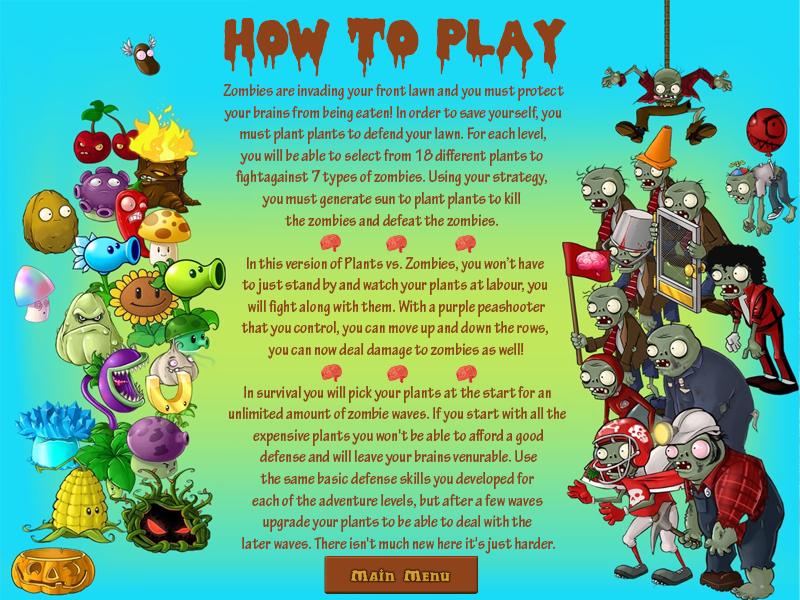 How To Play
Zombies are invading your front lawn and you must protect
your brains from being eaten! In order to save yourself, you
must plant plants to defend your lawn. For each level,
you will be able to select from 18 different plants to
fightagainst 7 types of zombies. Using your strategy,
you must generate sun to plant plants to kill
the zombies and defeat the zombies.
In this version of Plants vs. Zombies, you won't have
to just stand by and watch your plants at labour, you
will fight along with them. With a purple peashooter
that you control, you can move up and down the rows,
you can now deal damage to zombies as well!
In survival you will pick your plants at the start for an
unlimited amount of zombie waves. If you start with all the
expensive plants you won't be able to afford a good
defense and will leave your brains venurable. Use
the same basic defense skills you developed for
each of the adventure levels, but after a few waves
upgrade your plants to be able to deal with the
later waves. There isn't much new here it's just harder.
Main Menu